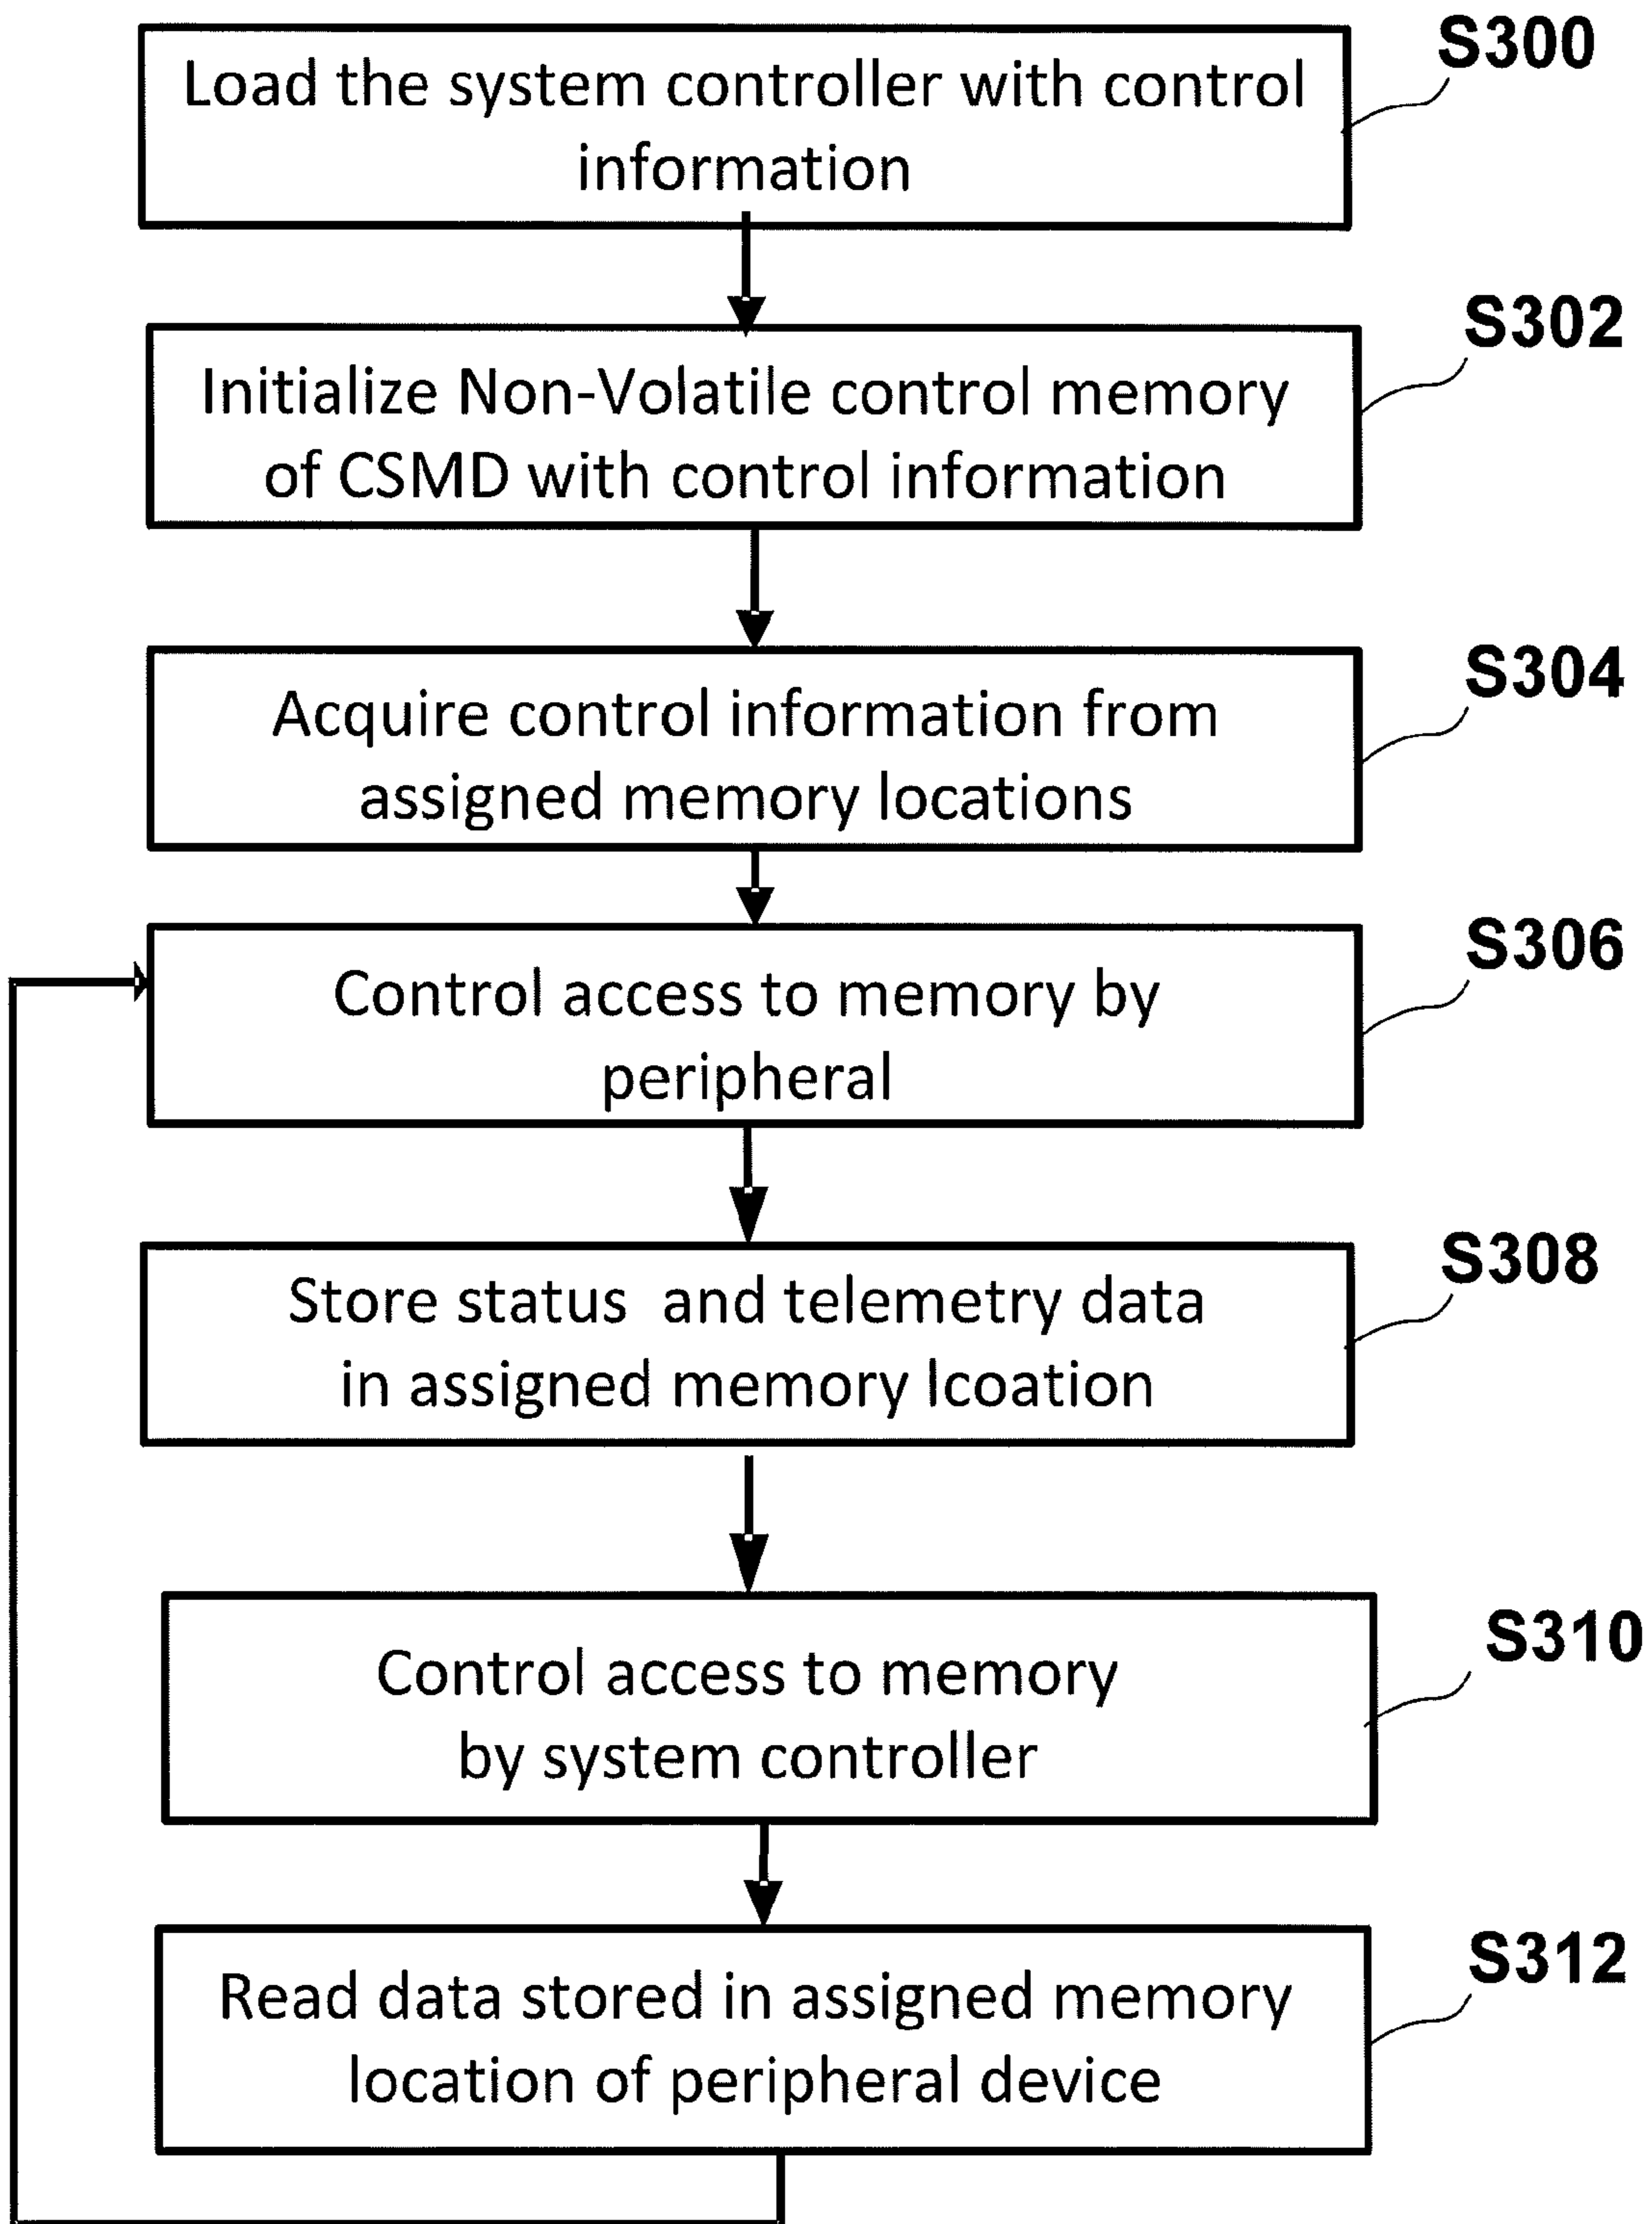 S300
Load the system controller with control
information
S302
Initialize Non-Volatile control memory
of CSMD with control information
S304
Acquire control information from
assigned memory locations
S306
Control access to memory by
peripheral
S308
Store status and telemetry data
in assigned memory lcoation
S310
Control access to memory
by system controller
S312
Read data stored in assigned memory
location of peripheral device